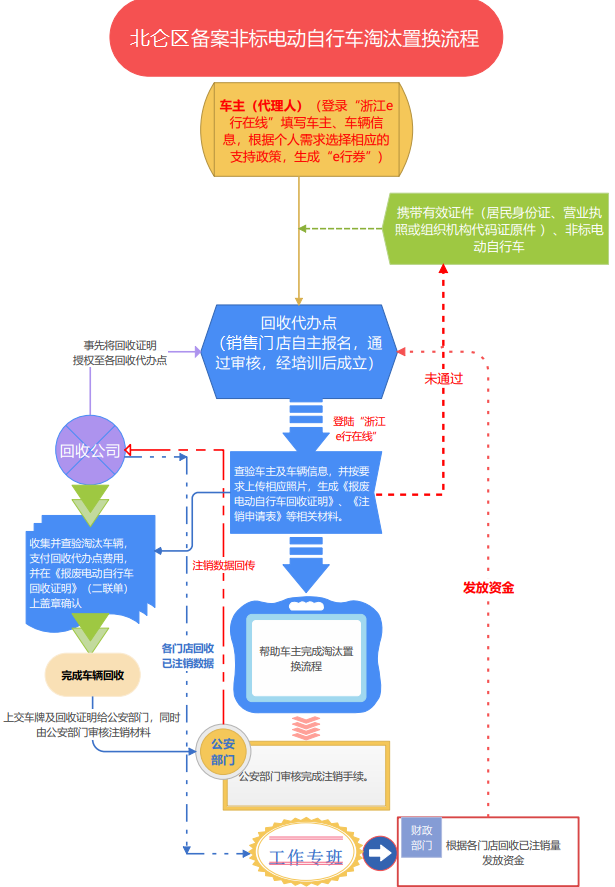 北仑区备案非标电动自行车淘汰置换流程
车主（代理人）（登录“浙江e
行在线”填写车主、车辆信
息，根据个人需求选择相应的
支持政策，生成“e行券”）
携带有效证件（居民身份证、营业执
照或组织机构代码证原件 ）、非标电
动自行车
回收代办点
（销售门店自主报名，通
过审核，经培训后成立）
事先将回收证明
授权至各回收代办点
未通过
登陆“浙江
e行在线”
回收公司
查验车主及车辆信息，并按要
求上传相应照片，生成《报废
电动自行车回收证明》、《注
销申请表》等相关材料。
收集并查验淘汰车辆，
支付回收代办点费用，
并在《报废电动自行车
回收证明》（二联单）
上盖章确认
注销数据回传
发放资金
各门店回收
已注销数据
帮助车主完成淘汰置
换流程
完成车辆回收
上交车牌及回收证明给公安部门，同时
由公安部门审核注销材料
公安
部门
公安部门审核完成注销手续。
工作专班
财政
部门
根据各门店回收已注销量
发放资金